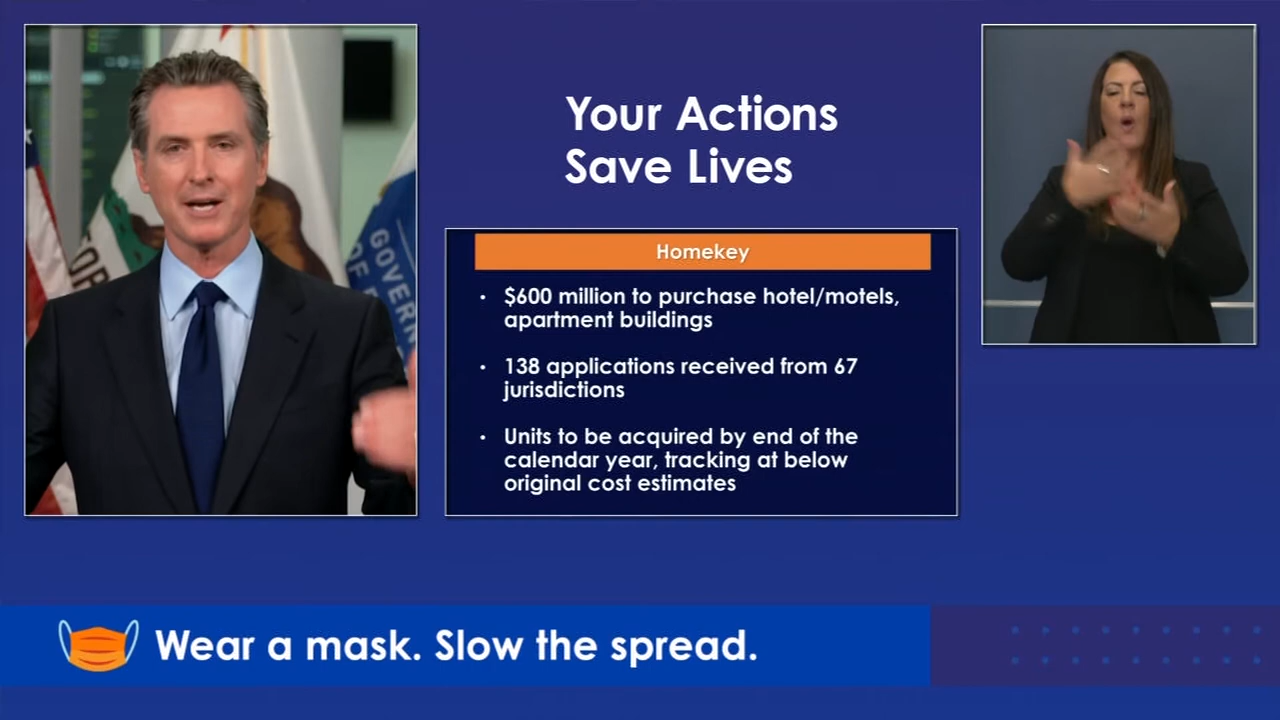 Your Actions
Save Lives
Homekey
• $600 million to purchase hotel/motels,
apartment buildings
• 138 applications received from 67
jurisdictions
• Units to be acquired by end of the
calendar year, tracking at below
original cost estimates
GOVERN
OF
Wear a mask. Slow the spread.